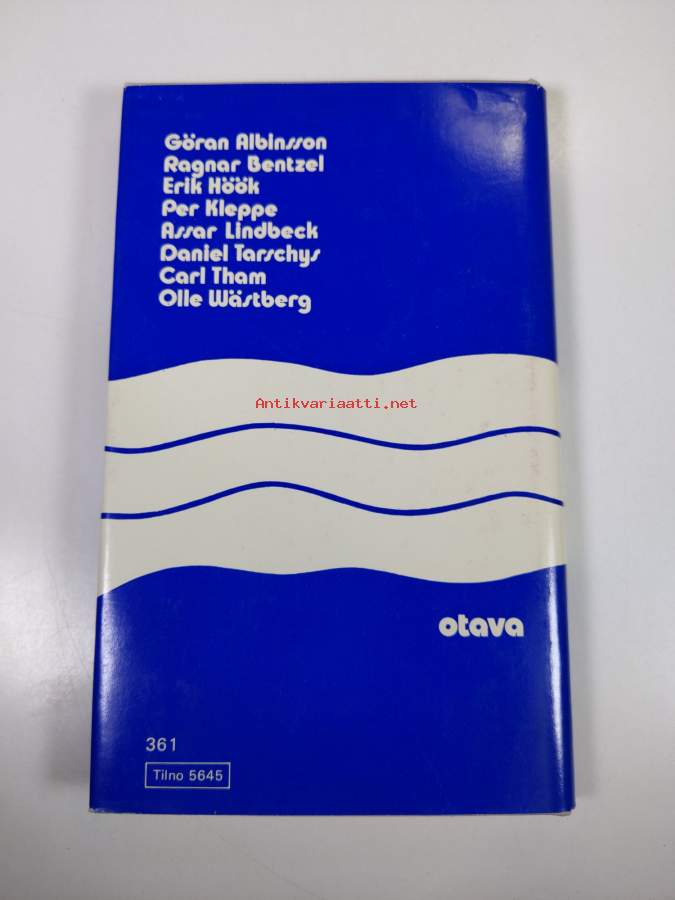 Göran Albinsson
Ragnar Bentzel
Erik Höök
Per Kleppe
Assar Lindbeck
Daniel Tarschys
Carl Tham
Olle Wästberg
Antikvariaatti.net
otava
361
Tilno 5645